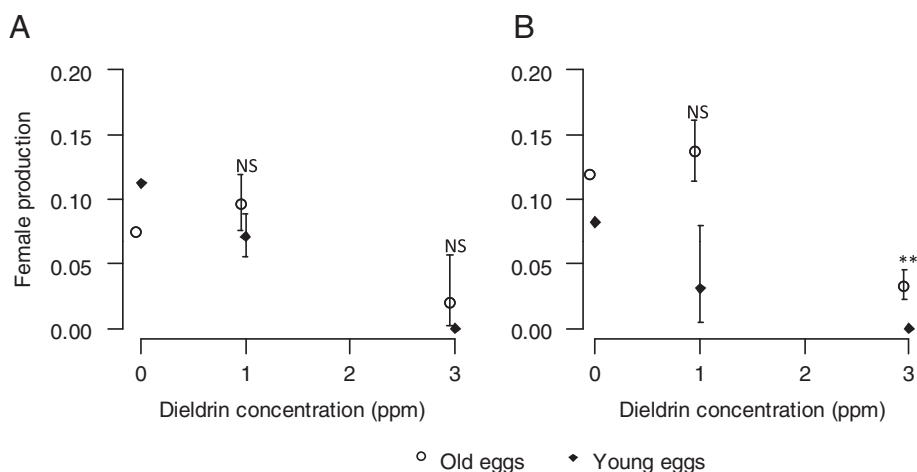 A
B
Female production
0.20
0.15
0.10
0.05
0.00
NS
NS
0 1 2 3
Dieldrin concentration (ppm)
0.20
0.15
0.10
0.05
0.00
NS
**
0 1 2 3
Dieldrin concentration (ppm)
Old eggs Young eggs